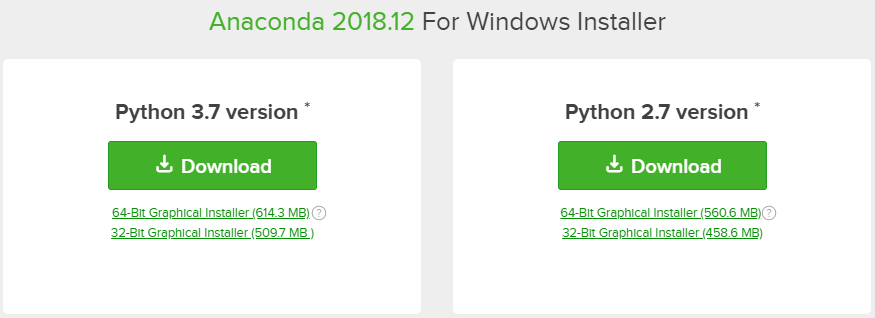 Anaconda 2018.12 For Windows Installer
Python 3.7 version *
Download
64-Bit Graphical Installer (614.3 MB) ?
32-Bit Graphical Installer (509.7 MB )
Python 2.7 version *
Download
64-Bit Graphical Installer (560.6 MB) ?
32-Bit Graphical Installer (458.6 MB)